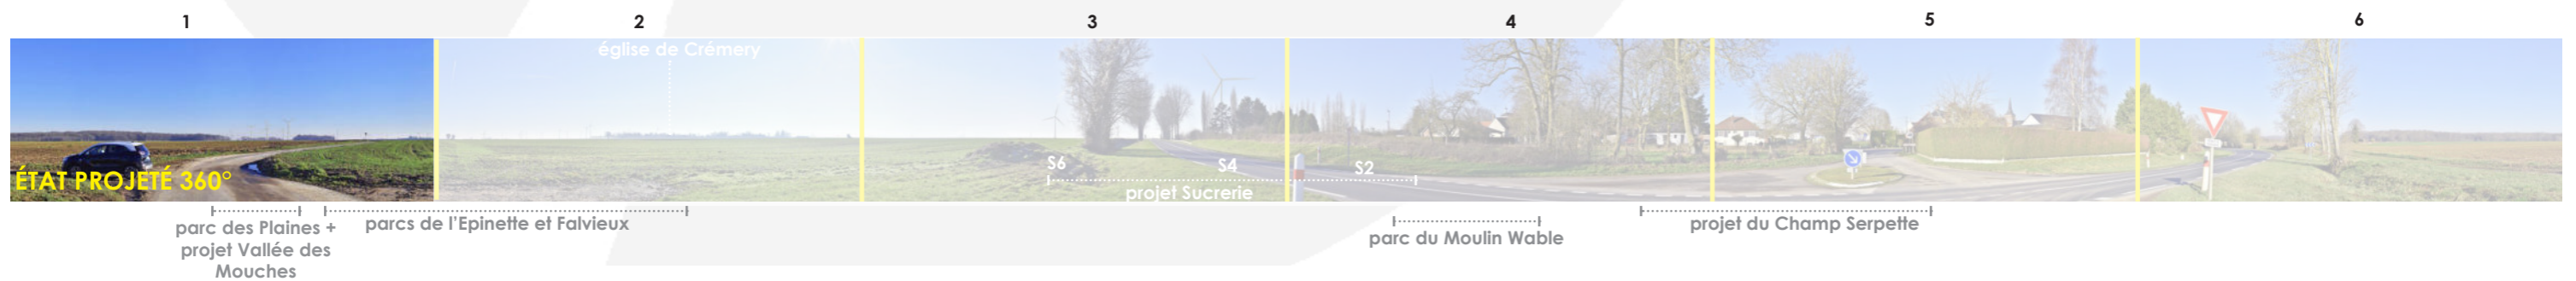 1 2 3 4 5 6
église de Crémery
S6 S4 S2
ÉTAT PROJETÉ 360°
projet Sucrerie
parc des Plaines +
projet Vallée des
Mouches
parcs de l'Epinette et Falvieux
parc du Moulin Wable
projet du Champ Serpette